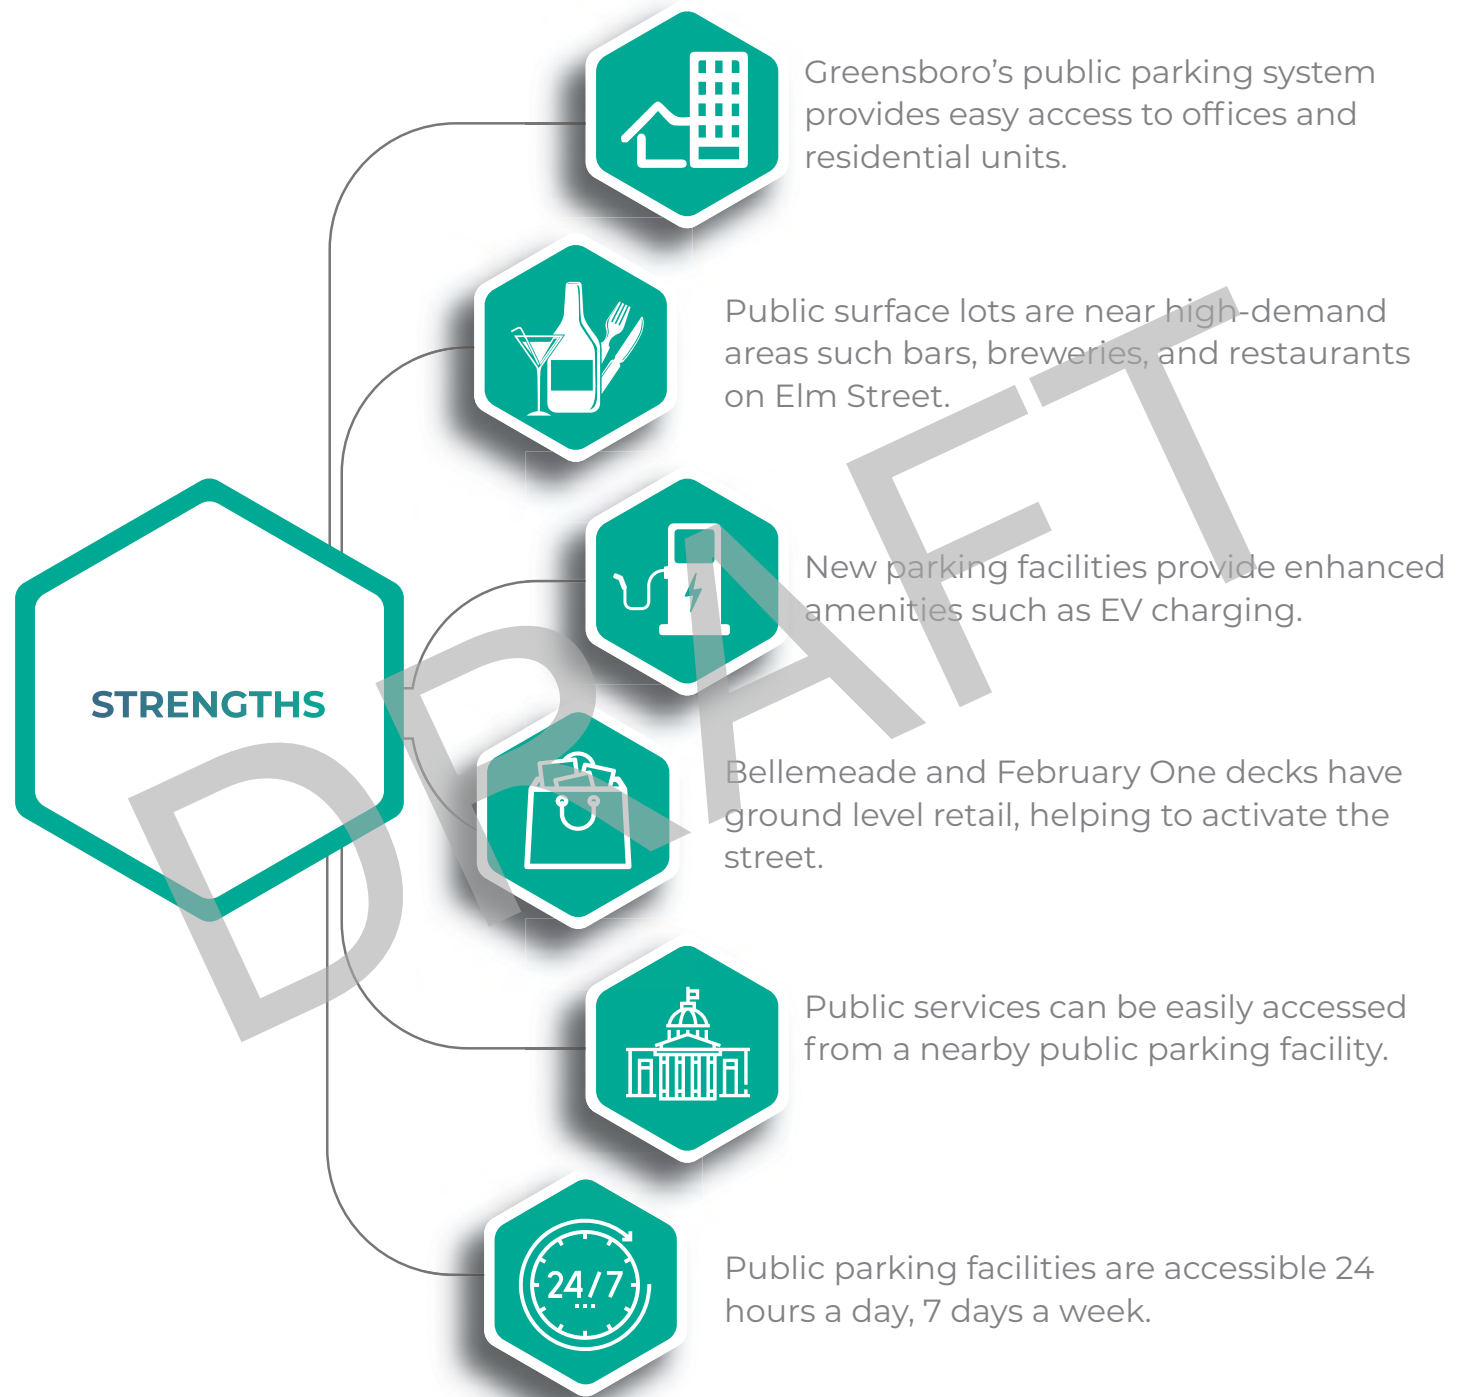 Greensboro’s public parking system
provides easy access to offices and
residential units.
Public surface lots are near high-demand
areas such bars, breweries, and restaurants
on Elm Street.
New parking facilities provide enhanced
amenities such as EV charging.
STRENGTHS
Bellemeade and February One decks have
ground level retail, helping to activate the
street.
Public services can be easily accessed
from a nearby public parking facility.
24/7
Public parking facilities are accessible 24
hours a day, 7 days a week.
DRAFT